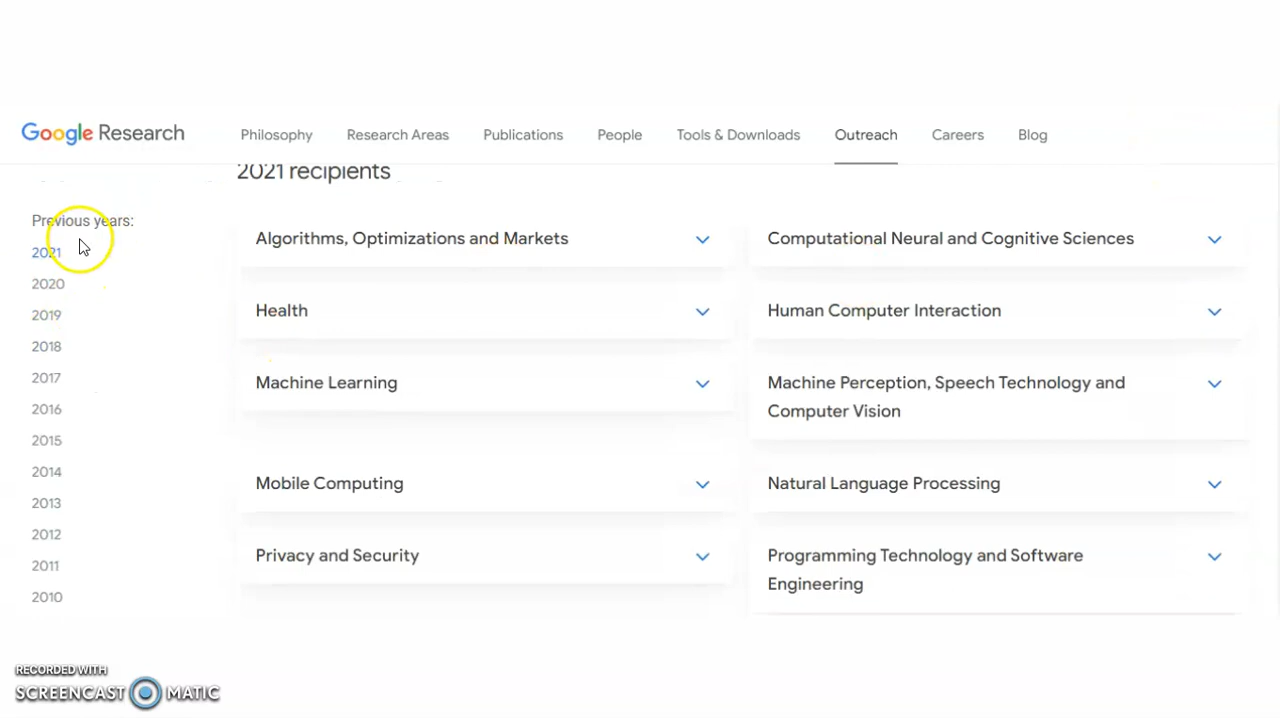 Google Research
Philosophy
Research Areas
Publications
People
Tools & Downloads
Outreach
Careers
Blog
2021 recipients
Previous years:
2021
2020
2019
2018
2017
2016
2015
2014
2013
2012
2011
2010
Algorithms, Optimizations and Markets
Computational Neural and Cognitive Sciences
Health
Human Computer Interaction
Machine Learning
Machine Perception, Speech Technology and
Computer Vision
Mobile Computing
Natural Language Processing
Privacy and Security
Programming Technology and Software
Engineering
RECORDED WITH
SCREENCAST MATIC